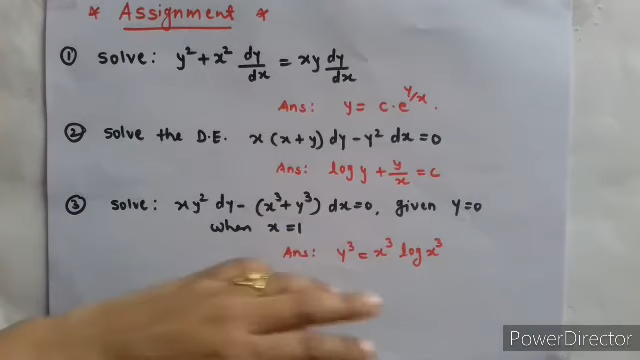 * Assignment *
① Solve: y² + x² dy/dx = xy dy/dx
Ans: y = c · e^(y/x).
② Solve the D.E. x (x + y) dy − y² dx = 0
Ans: log y + y/x = c
③ Solve: xy² dy − (x³ + y³) dx = 0, given y = 0
when x = 1
Ans: y³ = x³ log x³
PowerDirector